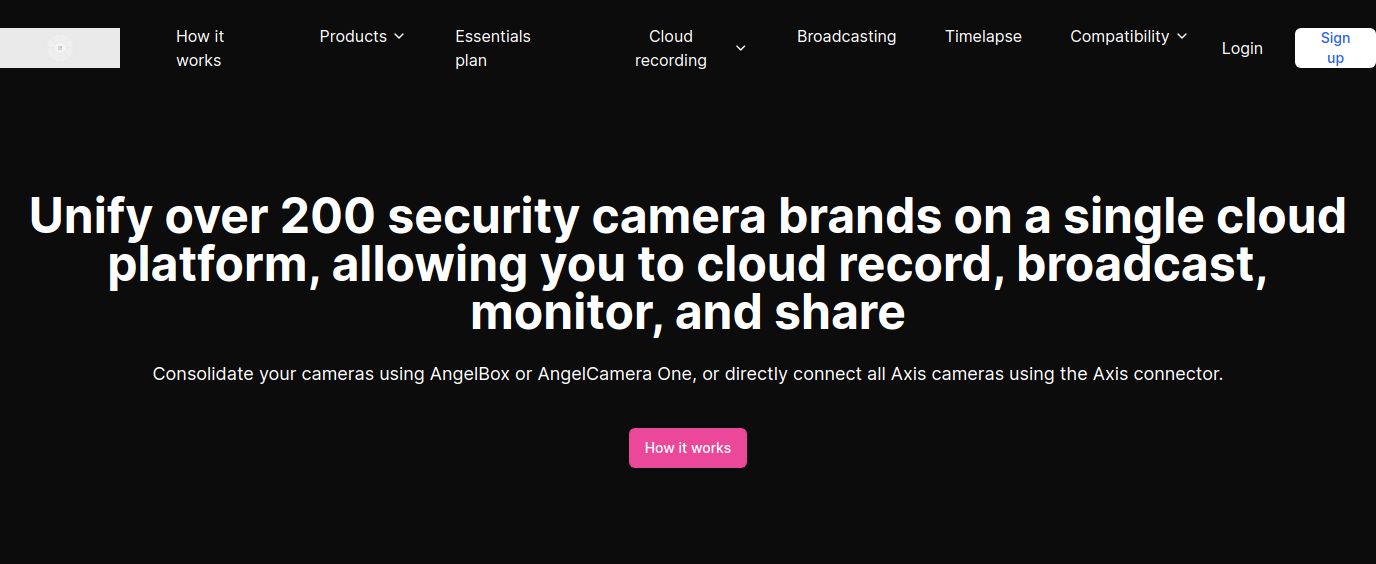 How it
works
Products
Essentials
plan
Cloud
recording
Broadcasting
Timelapse
Compatibility
Login
Sign
up
Unify over 200 security camera brands on a single cloud
platform, allowing you to cloud record, broadcast,
monitor, and share
Consolidate your cameras using AngelBox or AngelCamera One, or directly connect all Axis cameras using the Axis connector.
How it works